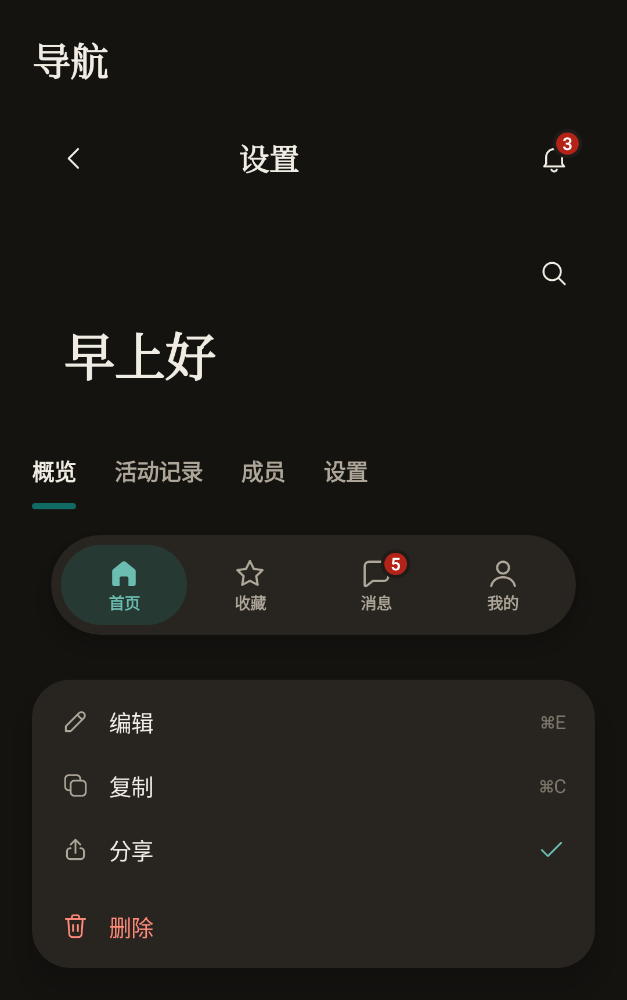 导航
设置
3
早上好
概览 活动记录 成员 设置
5
首页 收藏 消息 我的
编辑 ⌘E
复制 ⌘C
分享
删除